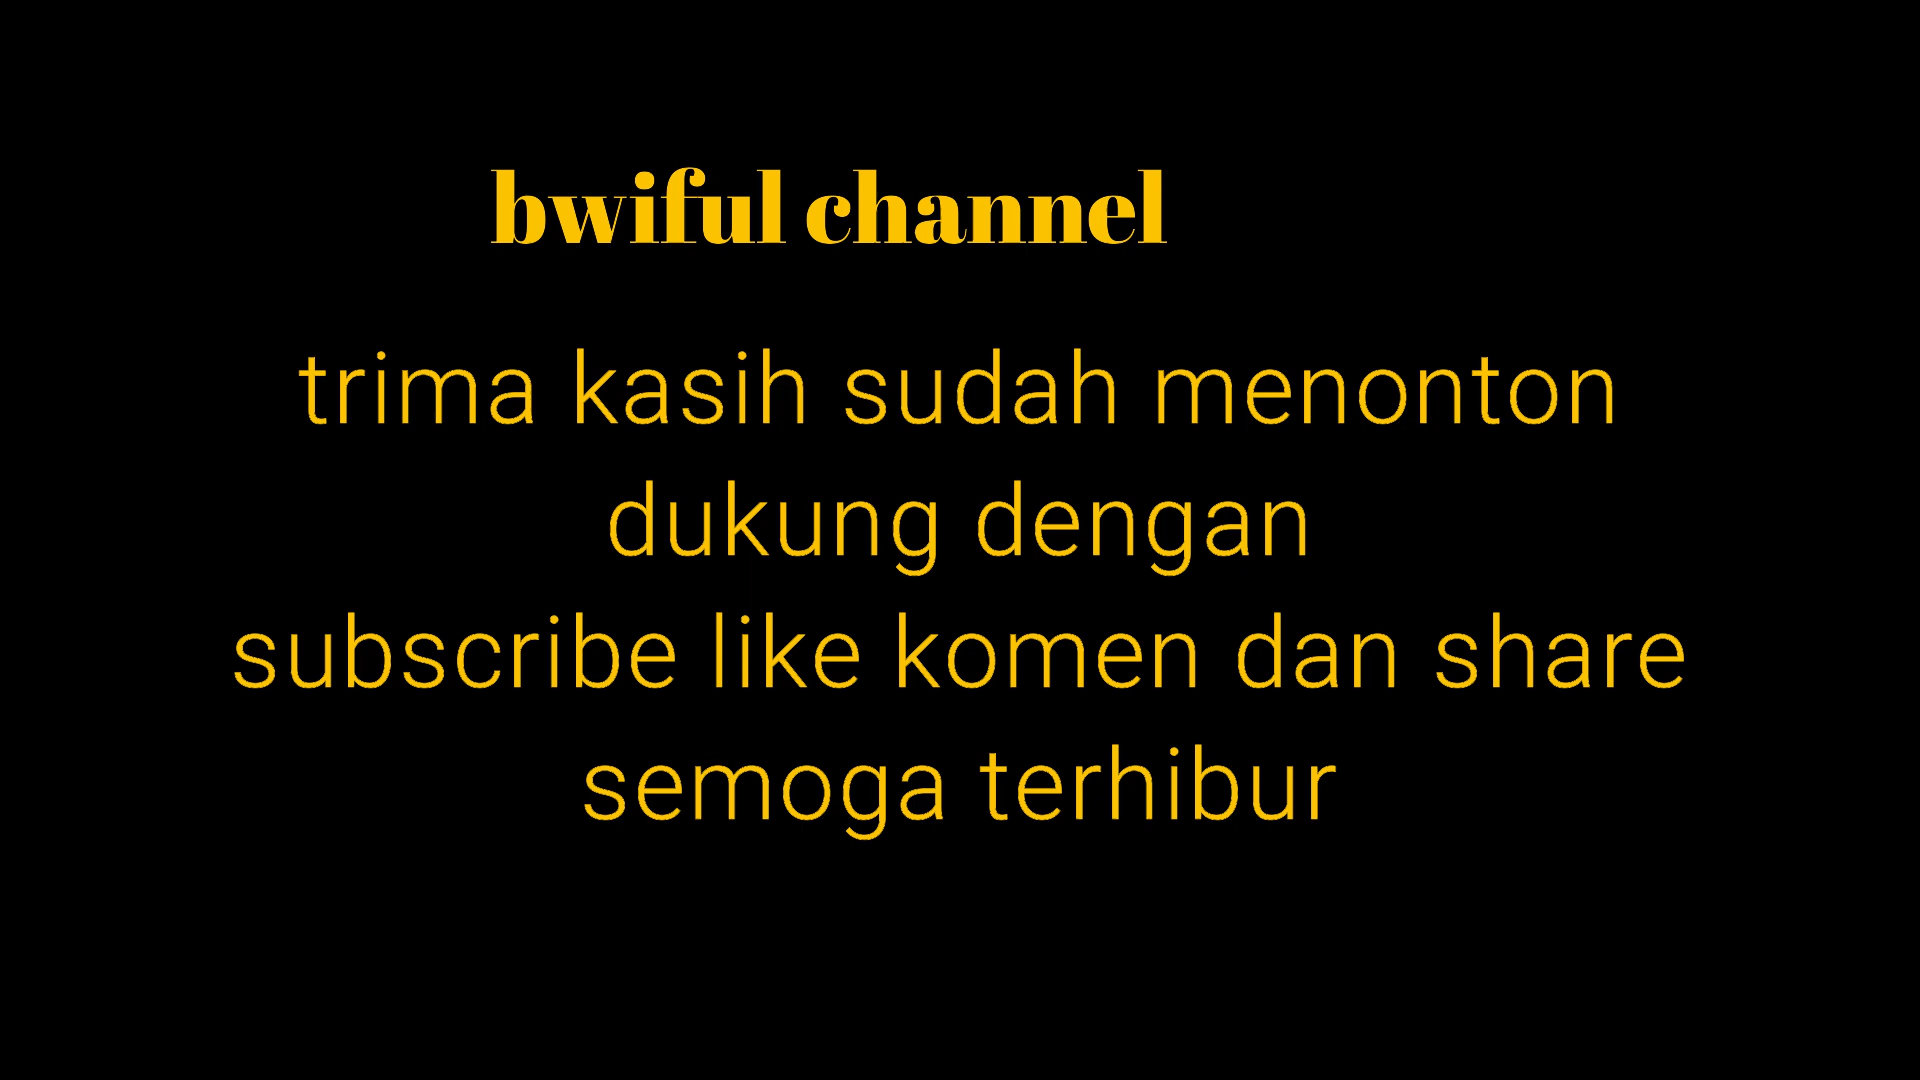 bwiful channel
trima kasih sudah menonton
dukung dengan
subscribe like komen dan share
semoga terhibur